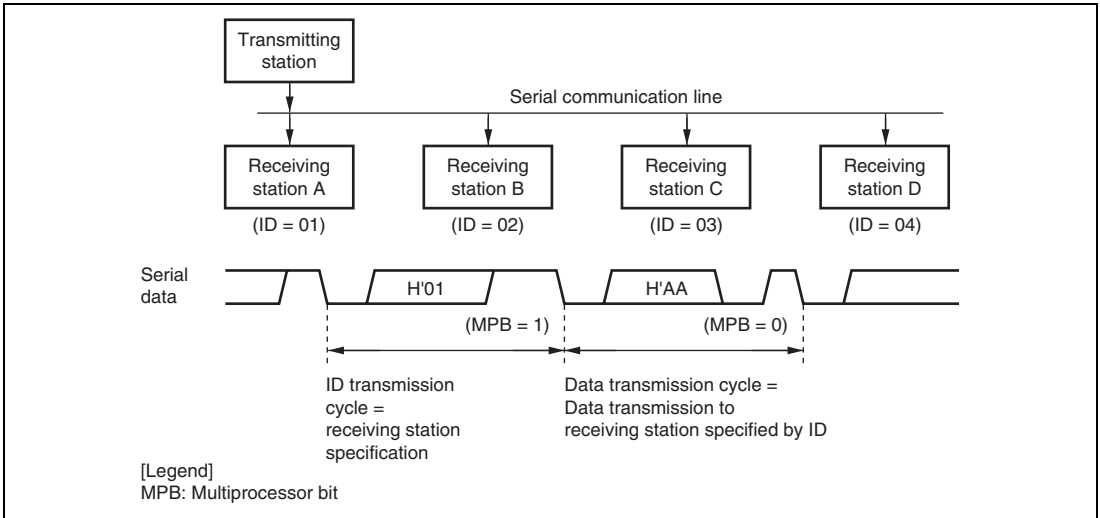 Transmitting
station
Serial communication line
Receiving
station A
Receiving
station B
Receiving
station C
Receiving
station D
(ID = 01)
(ID = 02)
(ID = 03)
(ID = 04)
Serial
data
H'01
H'AA
(MPB = 1)
(MPB = 0)
ID transmission
cycle =
receiving station
specification
Data transmission cycle =
Data transmission to
receiving station specified by ID
[Legend]
MPB: Multiprocessor bit